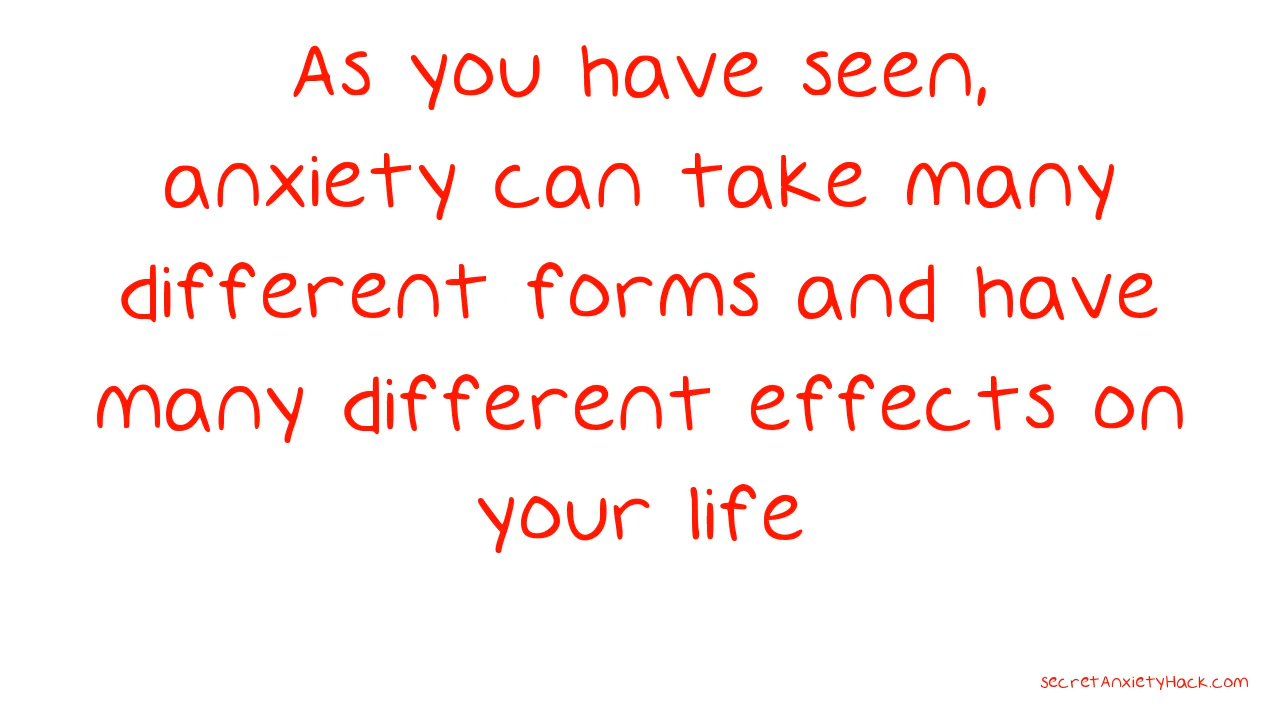 As you have seen,
anxiety can take many
different forms and have
many different effects on
your life
secretAnxietyHack.com